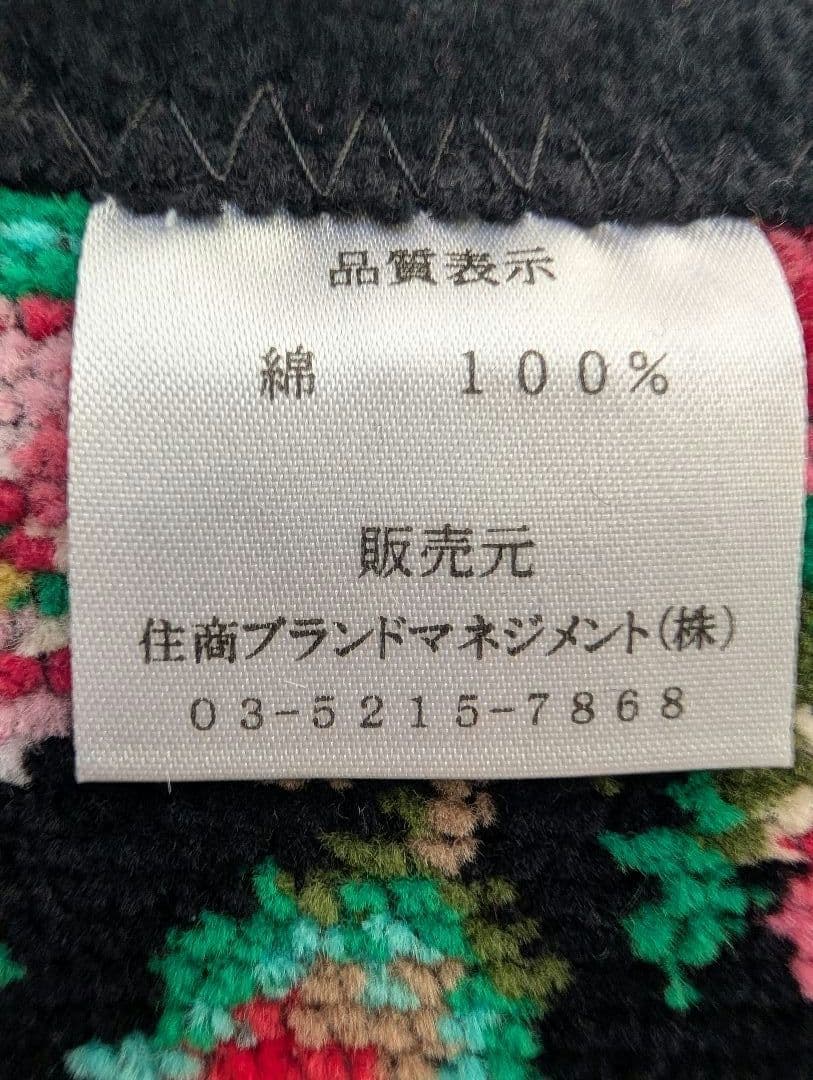 品質表示
綿　　１００％
販売元
住商ブランドマネジメント(株)
０３−５２１５−７８６８